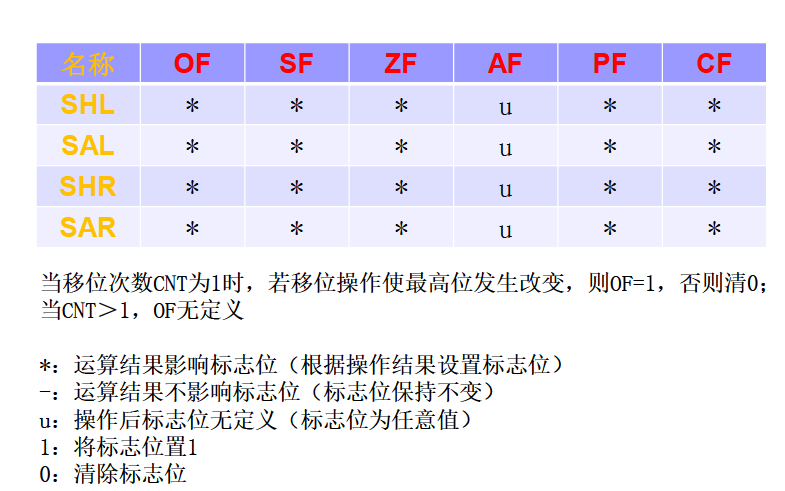 名称 OF SF ZF AF PF CF
SHL * * * u * *
SAL * * * u * *
SHR * * * u * *
SAR * * * u * *
当移位次数CNT为1时，若移位操作使最高位发生改变，则OF=1，否则清0；
当CNT＞1，OF无定义
*：运算结果影响标志位（根据操作结果设置标志位）
-：运算结果不影响标志位（标志位保持不变）
u：操作后标志位无定义（标志位为任意值）
1：将标志位置1
0：清除标志位